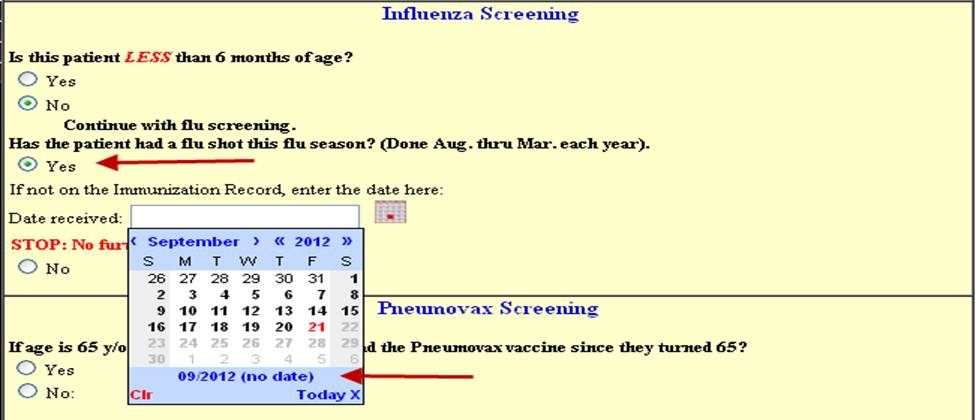 Influenza Screening
Is this patient LESS than 6 months of age?
Yes
No
Continue with flu screening.
Has the patient had a flu shot this flu season? (Done Aug. thru Mar. each year).
Yes
If not on the Immunization Record, enter the date here:
Date received:
‹ September › « 2012 »
STOP: No fur
S M T W T F S
No
26 27 28 29 30 31 1
2 3 4 5 6 7 8
9 10 11 12 13 14 15
Pneumovax Screening
16 17 18 19 20 21 22
23 24 25 26 27 28 29
If age is 65 y/o d the Pneumovax vaccine since they turned 65?
30 1 2 3 4 5 6
Yes
09/2012 (no date)
No:
Clr Today X